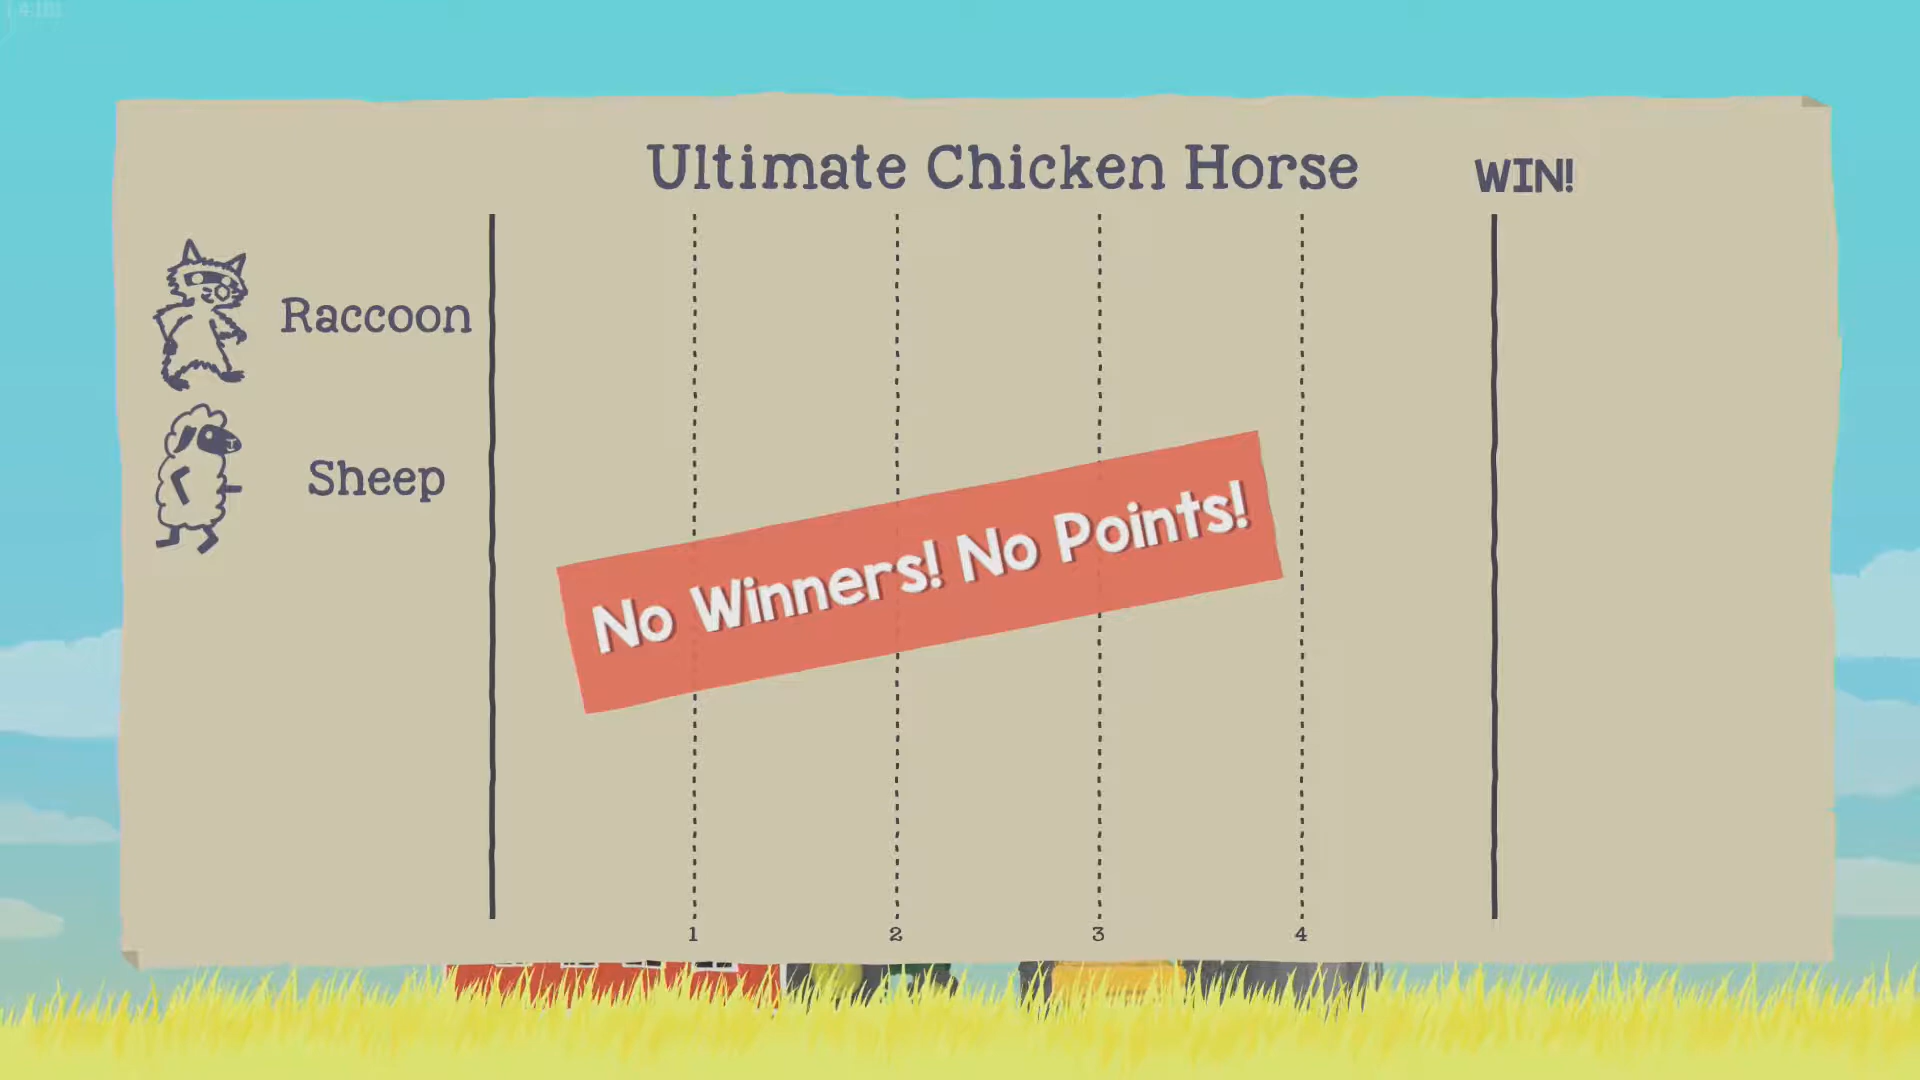 Ultimate Chicken Horse
WIN!
Raccoon
Sheep
No Winners! No Points!
1 2 3 4